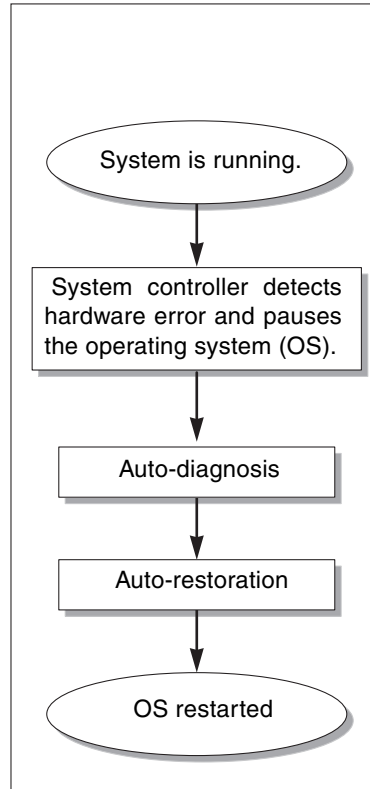 System is running.
System controller detects
hardware error and pauses
the operating system (OS).
Auto-diagnosis
Auto-restoration
OS restarted